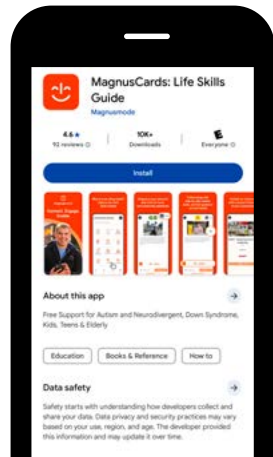 MagnusCards: Life Skills
Guide
Magnusmode
4.6★
93 reviews
10K+
Downloads
E
Everyone
Install
About this app
Free Support for Autism and Neurodivergent, Down Syndrome,
Kids, Teens & Elderly
Education
Books & Reference
How to
Data safety
Safety starts with understanding how developers collect and
share your data. Data privacy and security practices may vary
based on your use, region, and age. The developer provided
this information and may update it over time.